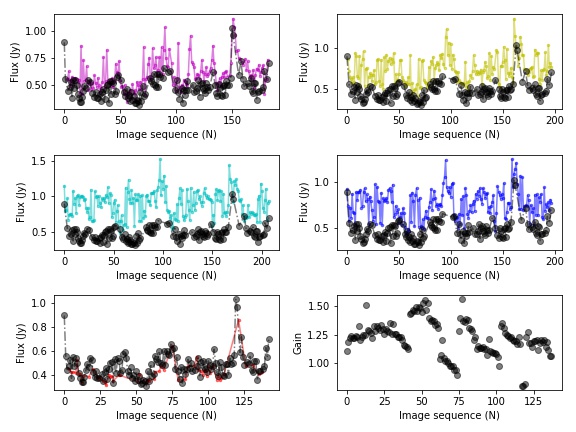 1.00
0.75
0.50
Flux (Jy)
0 50 100 150
Image sequence (N)
1.0
0.5
Flux (Jy)
0 50 100 150 200
Image sequence (N)
1.5
1.0
0.5
Flux (Jy)
0 50 100 150 200
Image sequence (N)
1.0
0.5
Flux (Jy)
0 50 100 150 200
Image sequence (N)
1.0
0.8
0.6
0.4
Flux (Jy)
0 25 50 75 100 125
Image sequence (N)
1.50
1.25
1.00
Gain
0 25 50 75 100 125
Image sequence (N)